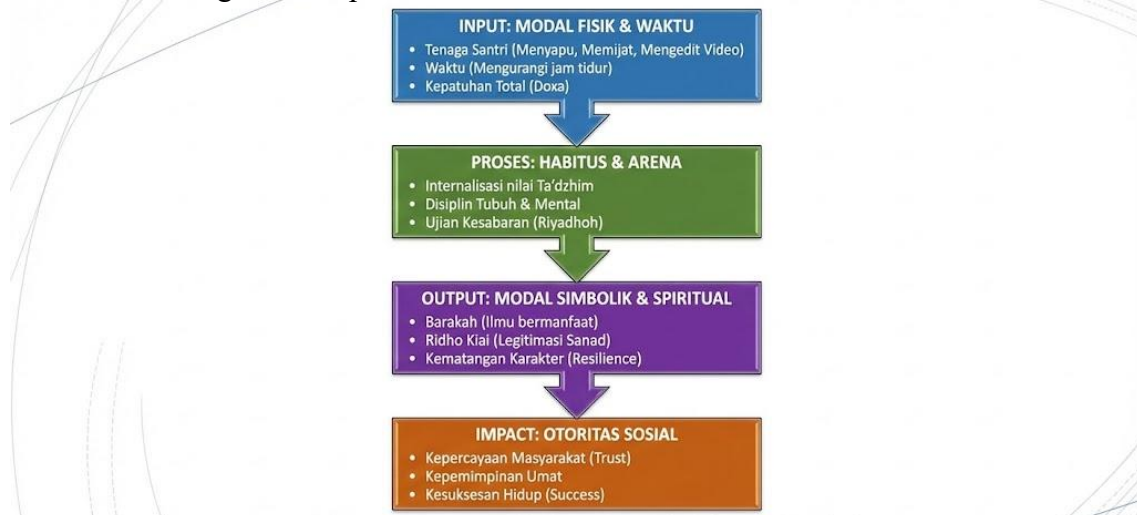 INPUT: MODAL FISIK & WAKTU
• Tenaga Santri (Menyapu, Memijat, Mengedit Video)
• Waktu (Mengurangi jam tidur)
• Kepatuhan Total (Doxa)
PROSES: HABITUS & ARENA
• Internalisasi nilai Ta'dzhim
• Disiplin Tubuh & Mental
• Ujian Kesabaran (Riyadhoh)
OUTPUT: MODAL SIMBOLIK & SPIRITUAL
• Barakah (Ilmu bermanfaat)
• Ridho Kiai (Legitimasi Sanad)
• Kematangan Karakter (Resilience)
IMPACT: OTORITAS SOSIAL
• Kepercayaan Masyarakat (Trust)
• Kepemimpinan Umat
• Kesuksesan Hidup (Success)